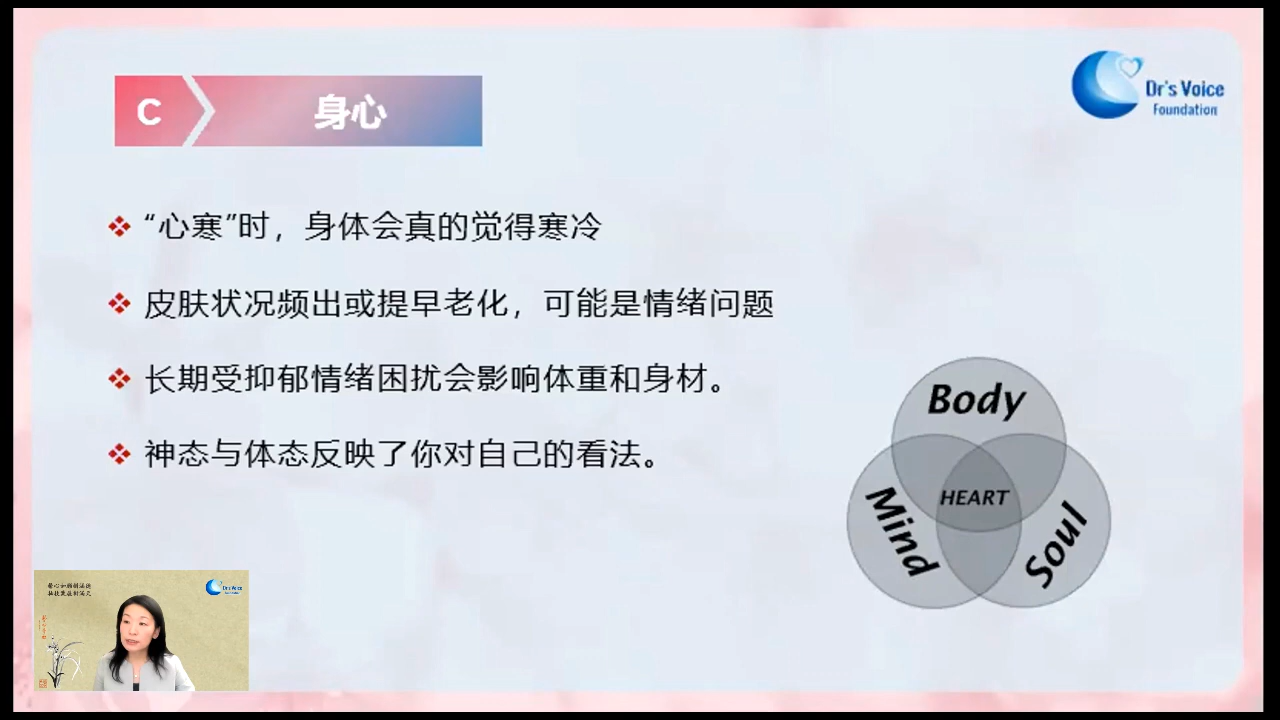 C 身心
Dr's Voice
Foundation
“心寒”时，身体会真的觉得寒冷
皮肤状况频出或提早老化，可能是情绪问题
长期受抑郁情绪困扰会影响体重和身材。
神态与体态反映了你对自己的看法。
Body
HEART
Mind
Soul
Dr's Voice